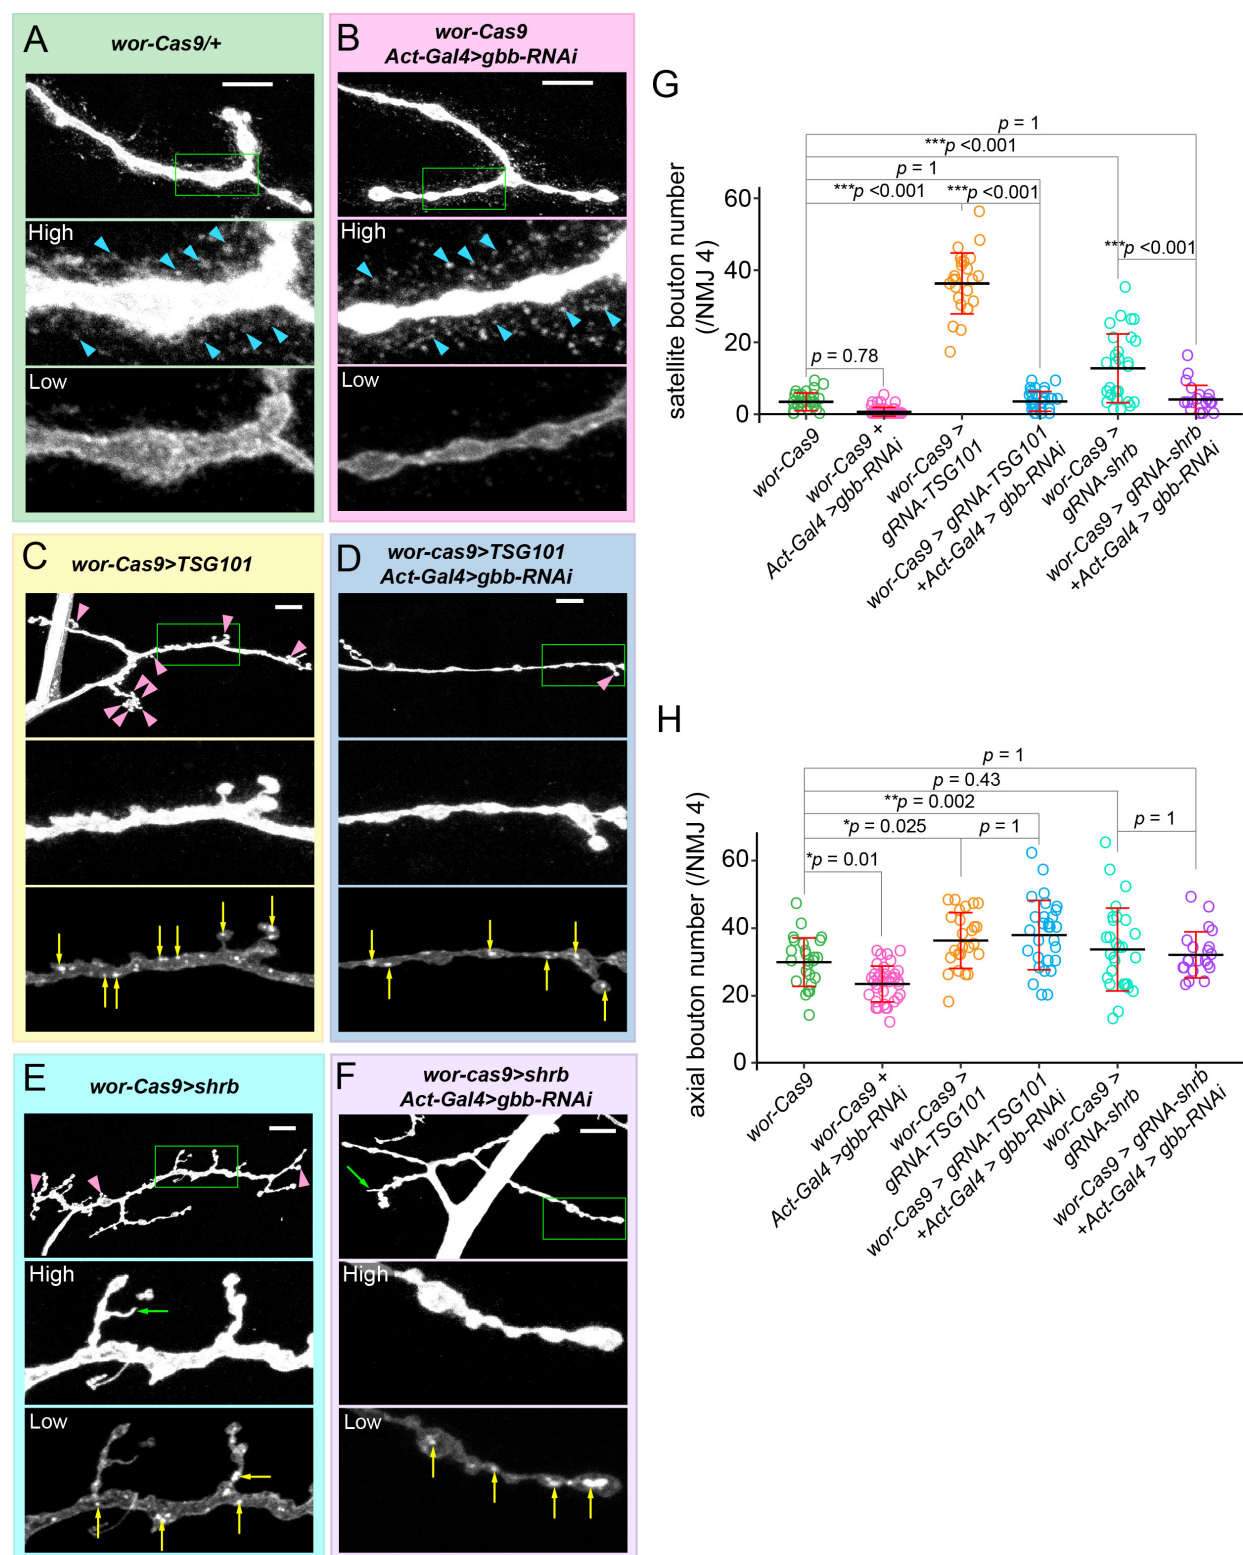 A
wor-Cas9/+
High
Low
B
wor-Cas9
Act-Gal4>gbb-RNAi
High
Low
C
wor-Cas9>TSG101
D
wor-cas9>TSG101
Act-Gal4>gbb-RNAi
E
wor-Cas9>shrb
High
Low
F
wor-cas9>shrb
Act-Gal4>gbb-RNAi
High
Low
G
p = 1
***p <0.001
p = 1
***p <0.001
***p <0.001
***p <0.001
p = 0.78
satellite bouton number
(/NMJ 4)
60
40
20
0
wor-Cas9
wor-Cas9 +
Act-Gal4 >gbb-RNAi
wor-Cas9 >
gRNA-TSG101
wor-Cas9 > gRNA-TSG101
+Act-Gal4 > gbb-RNAi
wor-Cas9 >
gRNA-shrb
wor-Cas9 > gRNA-shrb
+Act-Gal4 > gbb-RNAi
H
p = 1
p = 0.43
**p = 0.002
*p = 0.025
p = 1
p = 1
*p = 0.01
axial bouton number (/NMJ 4)
60
40
20
0
wor-Cas9
wor-Cas9 +
Act-Gal4 >gbb-RNAi
wor-Cas9 >
gRNA-TSG101
wor-Cas9 > gRNA-TSG101
+Act-Gal4 > gbb-RNAi
wor-Cas9 >
gRNA-shrb
wor-Cas9 > gRNA-shrb
+Act-Gal4 > gbb-RNAi